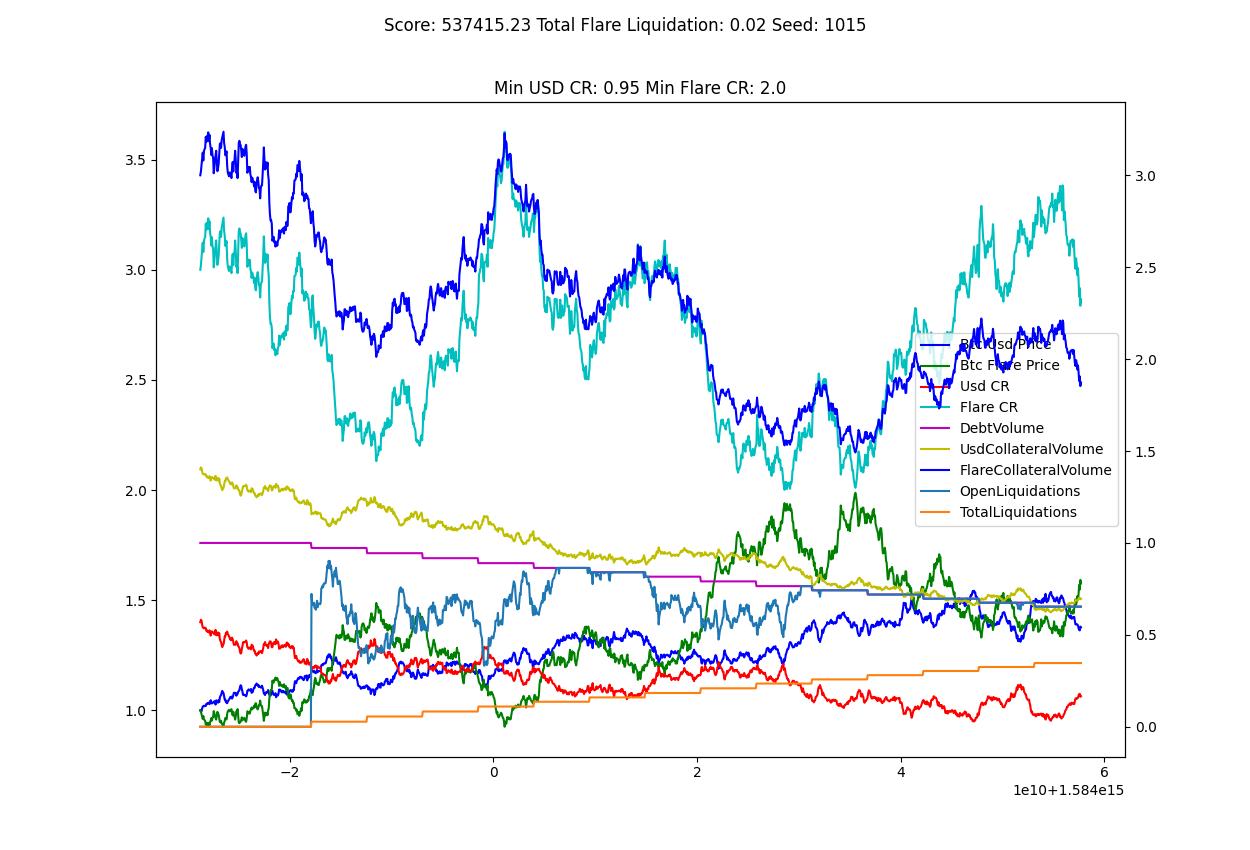 Score: 537415.23 Total Flare Liquidation: 0.02 Seed: 1015
Min USD CR: 0.95 Min Flare CR: 2.0
3.5
3.0
2.5
2.0
1.5
1.0
3.0
2.5
2.0
1.5
1.0
0.5
0.0
Btc Usd Price
Btc Flare Price
Usd CR
Flare CR
DebtVolume
UsdCollateralVolume
FlareCollateralVolume
OpenLiquidations
TotalLiquidations
−2 0 2 4 6
1e10+1.584e15